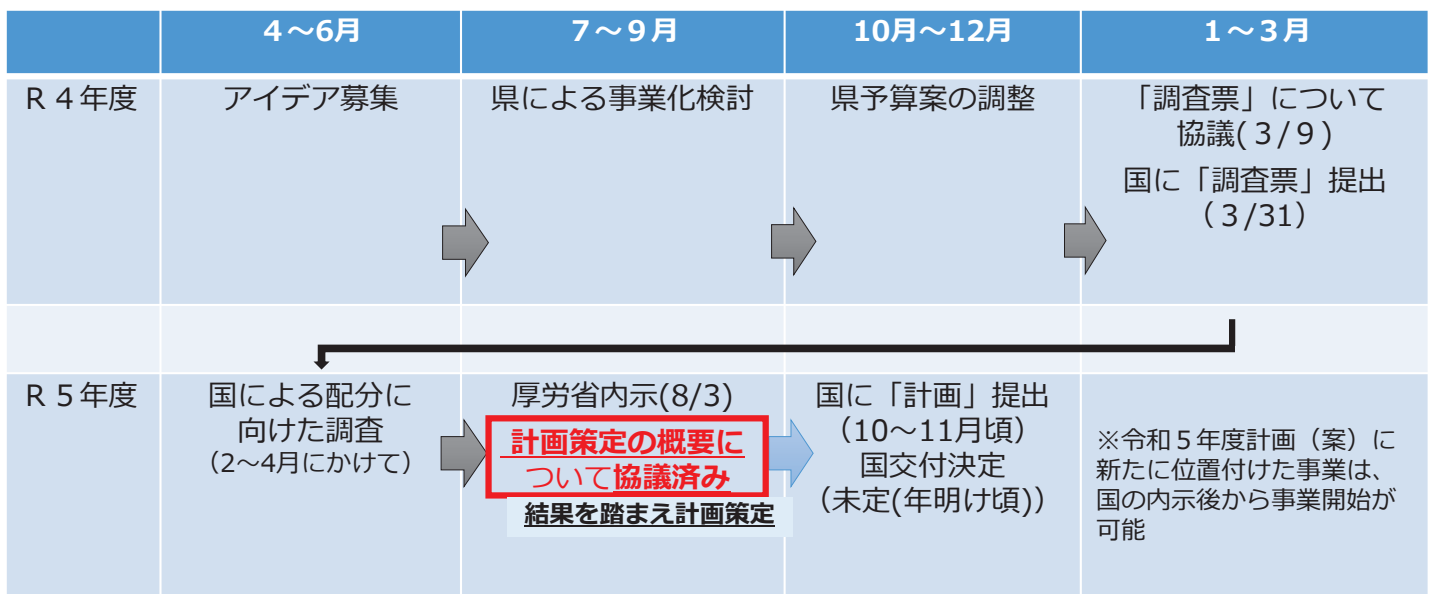 ４～6月
７～９月
10月～12月
１～３月
Ｒ４年度
アイデア募集
県による事業化検討
県予算案の調整
「調査票」について
協議(３/９)
国に「調査票」提出
（３/31）
Ｒ５年度
国による配分に
向けた調査
（2～4月にかけて）
厚労省内示(8/3)
計画策定の概要に
ついて協議済み
結果を踏まえ計画策定
国に「計画」提出
（10～11月頃）
国交付決定
（未定(年明け頃)）
※令和５年度計画（案）に
新たに位置付けた事業は、
国の内示後から事業開始が
可能